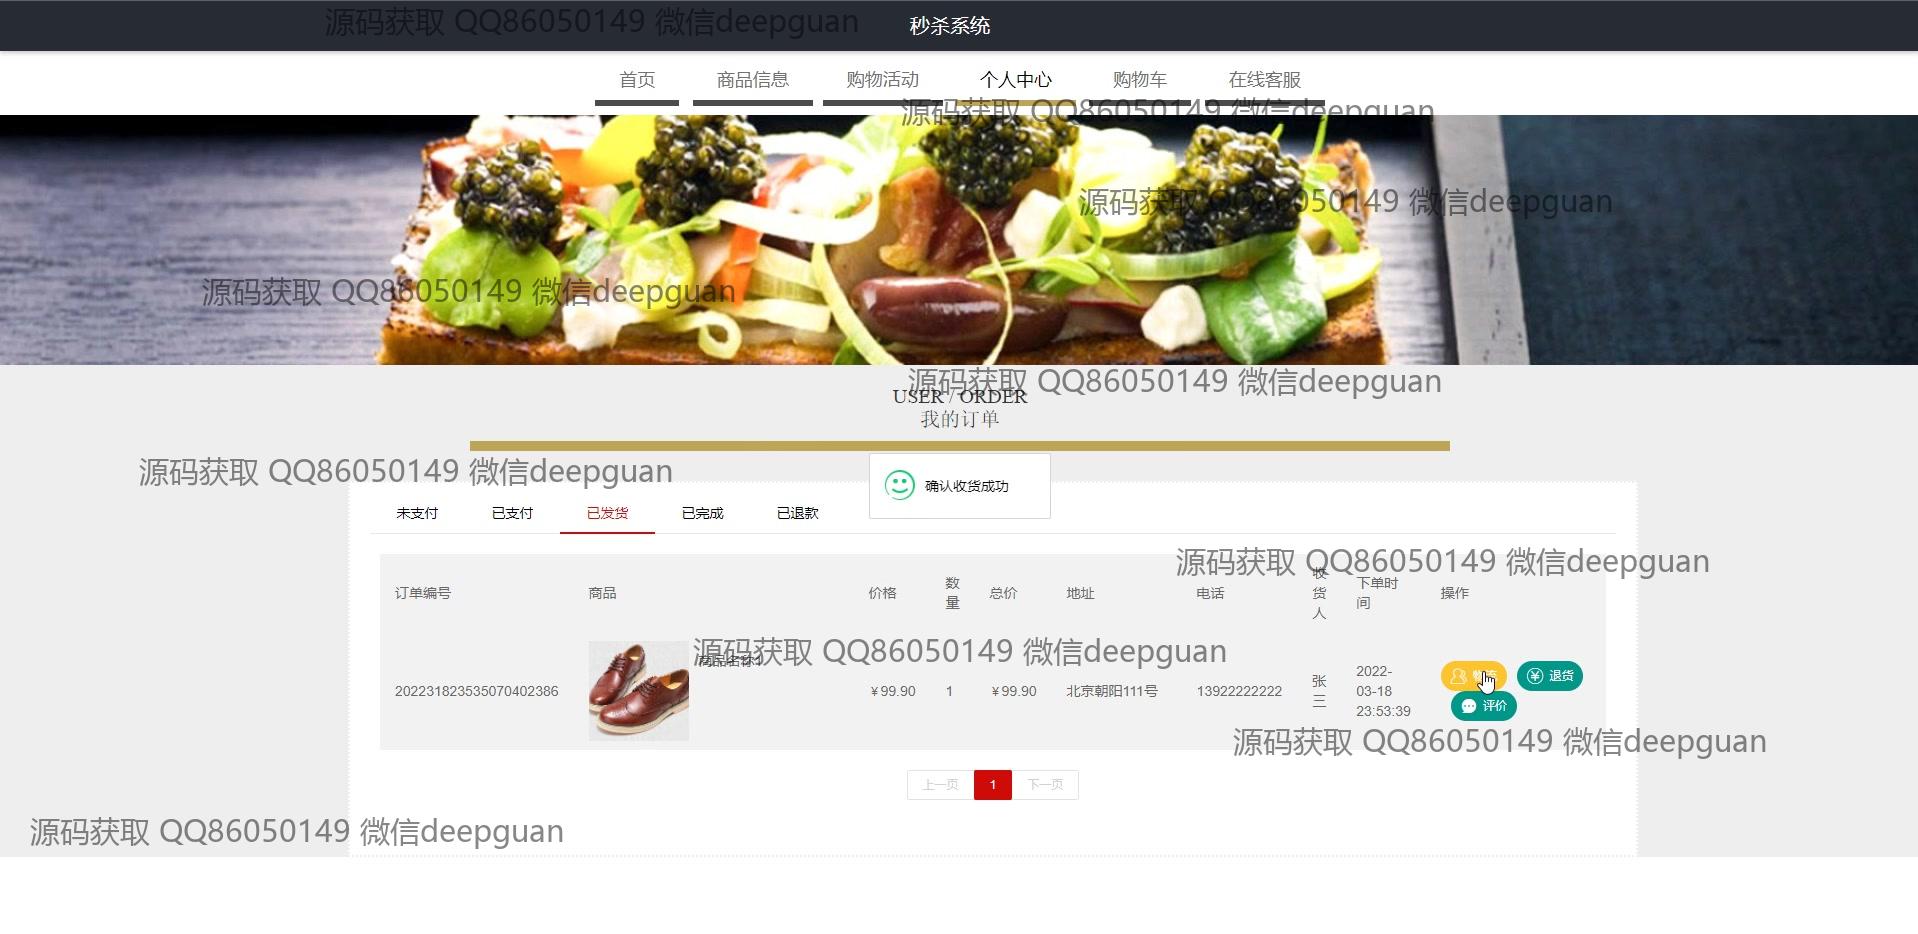 源码获取 QQ86050149 微信deepguan
秒杀系统
首页
商品信息
购物活动
个人中心
购物车
在线客服
源码获取 QQ86050149 微信deepguan
源码获取 QQ86050149 微信deepguan
源码获取 QQ86050149 微信deepguan
源码获取 QQ86050149 微信deepguan
USER / ORDER
我的订单
源码获取 QQ86050149 微信deepguan
确认收货成功
未支付
已支付
已发货
已完成
已退款
源码获取 QQ86050149 微信deepguan
订单编号
商品
价格
数
量
总价
地址
电话
收
货
人
下单时
间
操作
源码获取 QQ86050149 微信deepguan
商品名称1
202231823535070402386
￥99.90
1
￥99.90
北京朝阳111号
13922222222
张
三
2022-
03-18
23:53:39
退货
评价
源码获取 QQ86050149 微信deepguan
上一页
1
下一页
源码获取 QQ86050149 微信deepguan